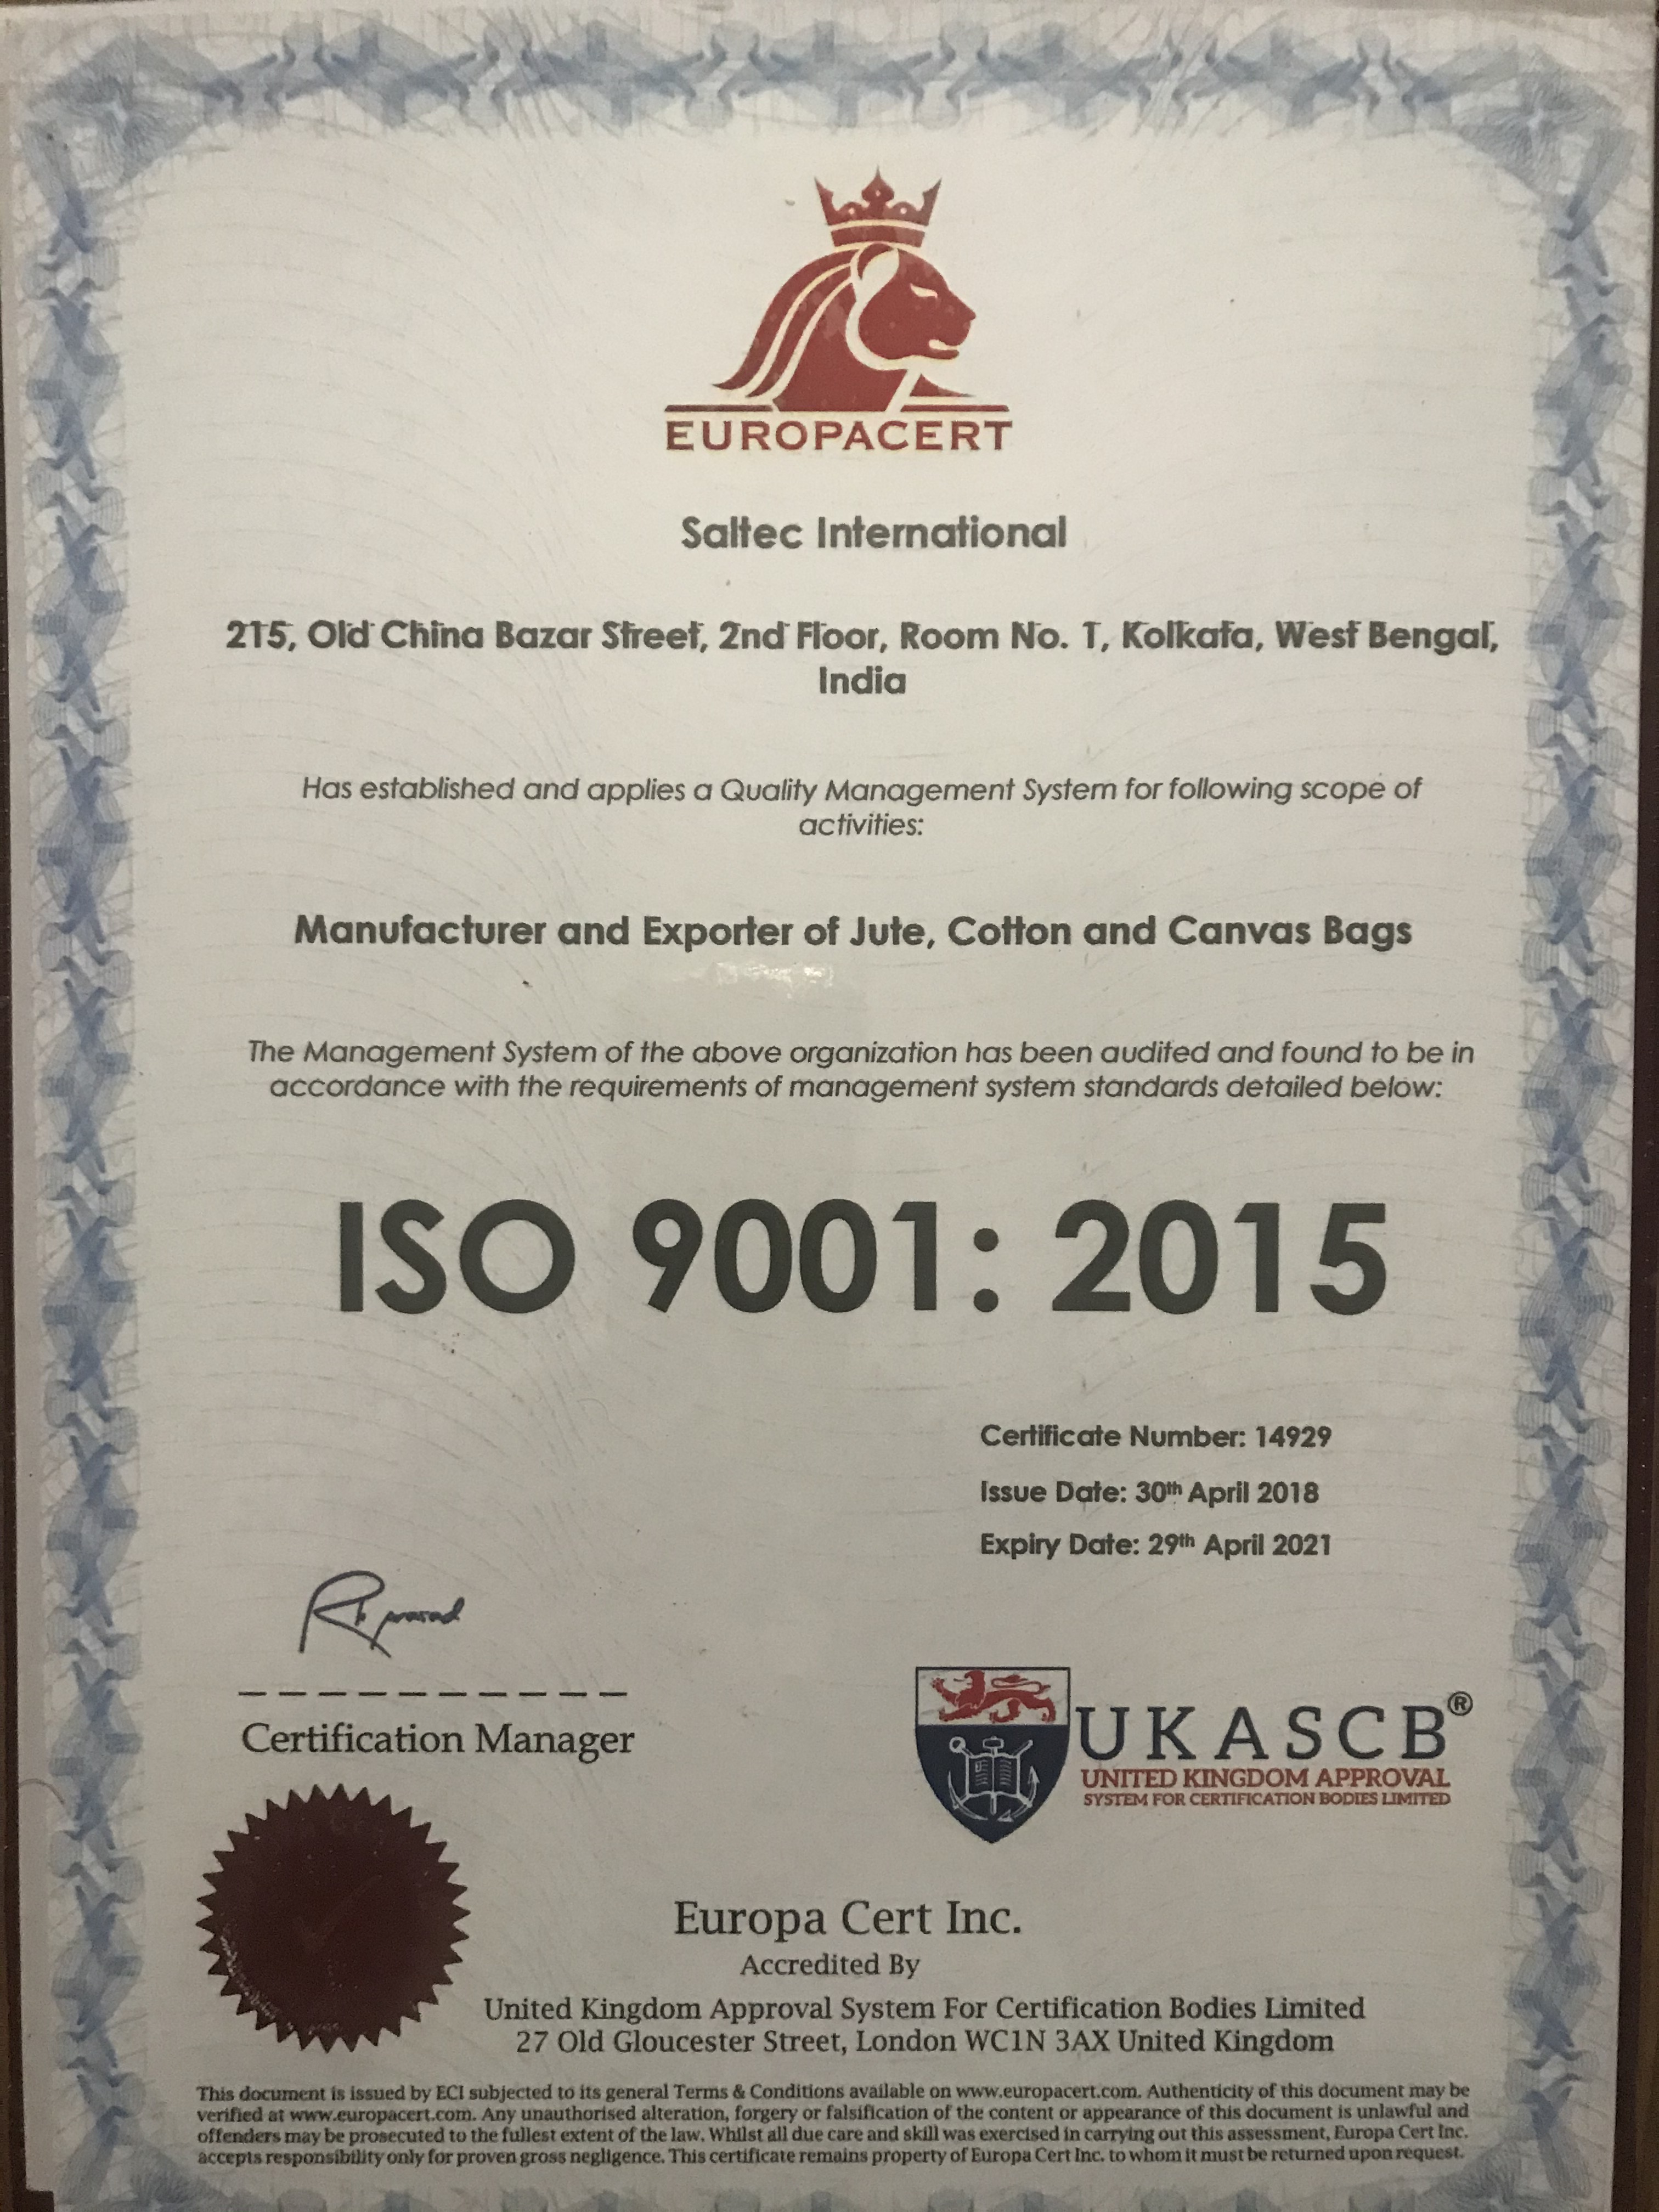 EUROPACERT
Saltec International
215, Old China Bazar Street, 2nd Floor, Room No. 1, Kolkata, West Bengal,
India
Has established and applies a Quality Management System for following scope of
activities:
Manufacturer and Exporter of Jute, Cotton and Canvas Bags
The Management System of the above organization has been audited and found to be in
accordance with the requirements of management system standards detailed below:
ISO 9001: 2015
Certificate Number: 14929
Issue Date: 30th April 2018
Expiry Date: 29th April 2021
Certification Manager
UKASCB®
UNITED KINGDOM APPROVAL
SYSTEM FOR CERTIFICATION BODIES LIMITED
Europa Cert Inc.
Accredited By
United Kingdom Approval System For Certification Bodies Limited
27 Old Gloucester Street, London WC1N 3AX United Kingdom
This document is issued by ECI subjected to its general Terms & Conditions available on www.europacert.com. Authenticity of this document may be
verified at www.europacert.com. Any unauthorised alteration, forgery or falsification of the content or appearance of this document is unlawful and
offenders may be prosecuted to the fullest extent of the law. Whilst all due care and skill was exercised in carrying out this assessment, Europa Cert Inc.
accepts responsibility only for proven gross negligence. This certificate remains property of Europa Cert Inc. to whom it must be returned upon request.